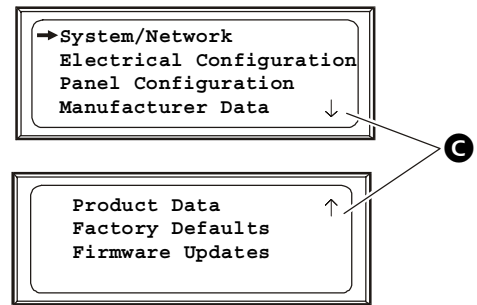 →System/Network
Electrical Configuration
Panel Configuration
Manufacturer Data ↓
C
Product Data ↑
Factory Defaults
Firmware Updates